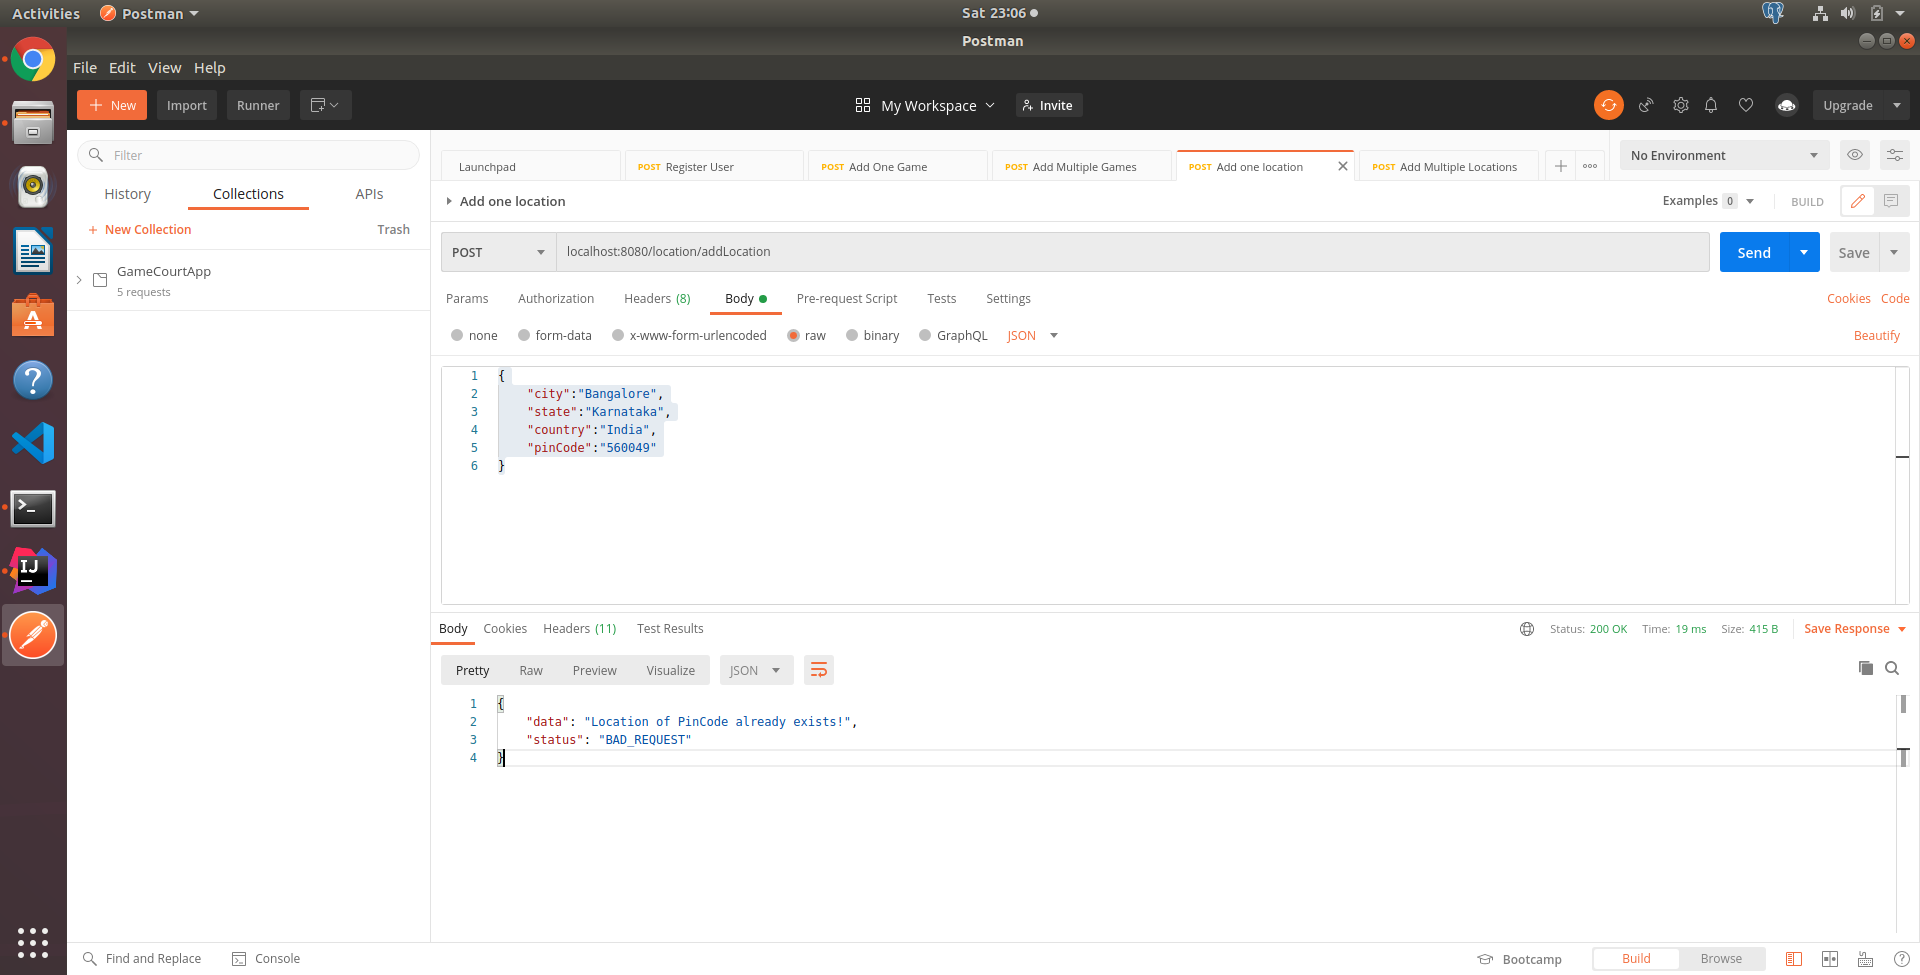 Activities Postman Sat 23:06
Postman
File Edit View Help
New Import Runner My Workspace Invite Upgrade
Filter
History Collections APIs
+ New Collection Trash
GameCourtApp
5 requests
Launchpad POST Register User POST Add One Game POST Add Multiple Games POST Add one location POST Add Multiple Locations No Environment
Add one location Examples 0 BUILD
POST localhost:8080/location/addLocation Send Save
Params Authorization Headers (8) Body Pre-request Script Tests Settings Cookies Code
none form-data x-www-form-urlencoded raw binary GraphQL JSON Beautify
1 {
2 "city":"Bangalore",
3 "state":"Karnataka",
4 "country":"India",
5 "pinCode":"560049"
6 }
Body Cookies Headers (11) Test Results Status: 200 OK Time: 19 ms Size: 415 B Save Response
Pretty Raw Preview Visualize JSON
1 {
2 "data": "Location of PinCode already exists!",
3 "status": "BAD_REQUEST"
4 }
Find and Replace Console Bootcamp Build Browse
IJ